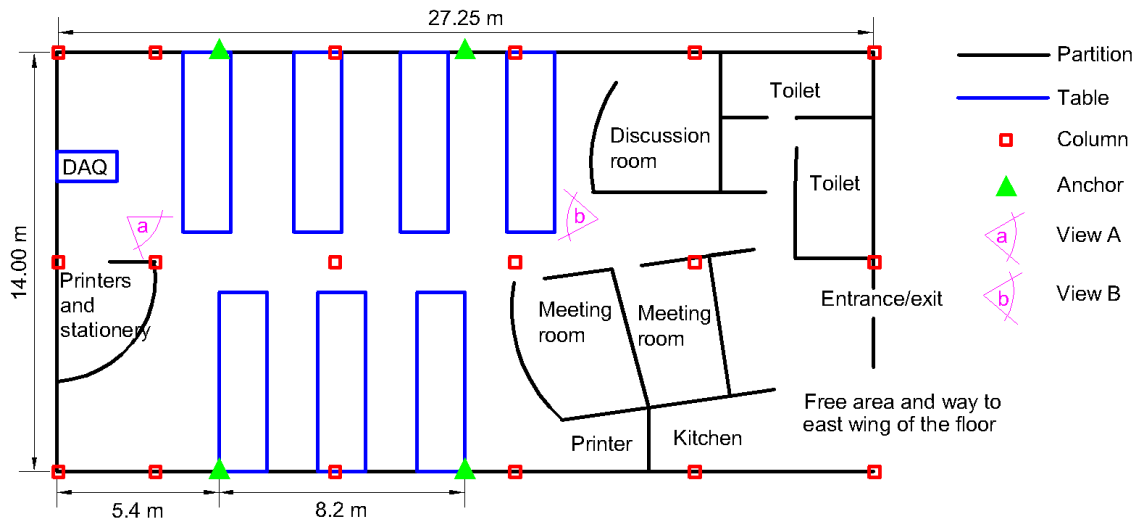 27.25 m
14.00 m
DAQ
a
b
Printers
and
stationery
Discussion
room
Toilet
Toilet
Meeting
room
Meeting
room
Entrance/exit
Printer
Kitchen
Free area and way to
east wing of the floor
5.4 m
8.2 m
Partition
Table
Column
Anchor
a
View A
b
View B